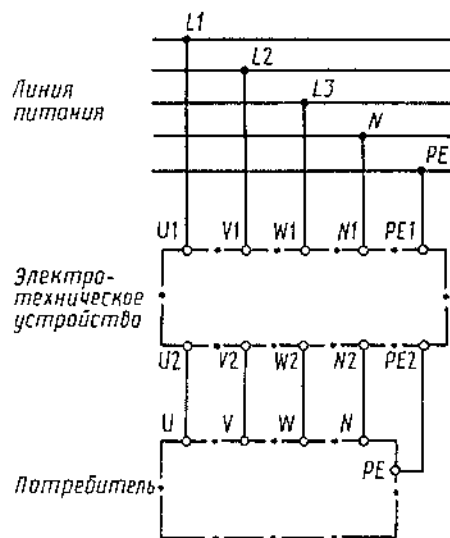 L1
L2
Линия
питания
L3
N
PE
U1 V1 W1 N1 PE1
Электро-
техническое
устройство
U2 V2 W2 N2 PE2
U V W N
PE
Потребитель